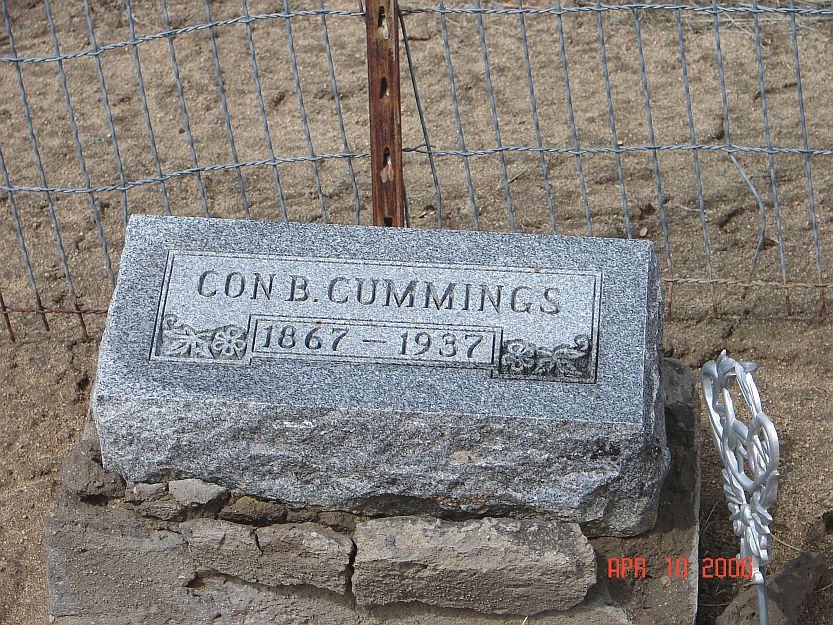 CON B. CUMMINGS
1867 – 1937
APR 10 2006